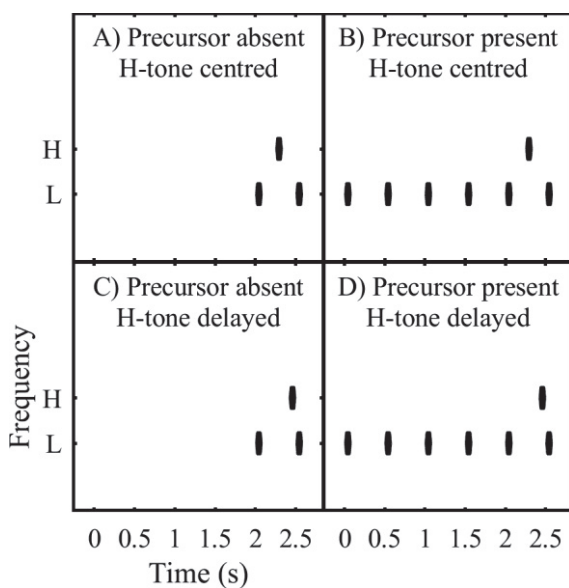 A) Precursor absent
H-tone centred
B) Precursor present
H-tone centred
H
L
C) Precursor absent
H-tone delayed
D) Precursor present
H-tone delayed
H
L
Frequency
0 0.5 1 1.5 2 2.5 0 0.5 1 1.5 2 2.5
Time (s)